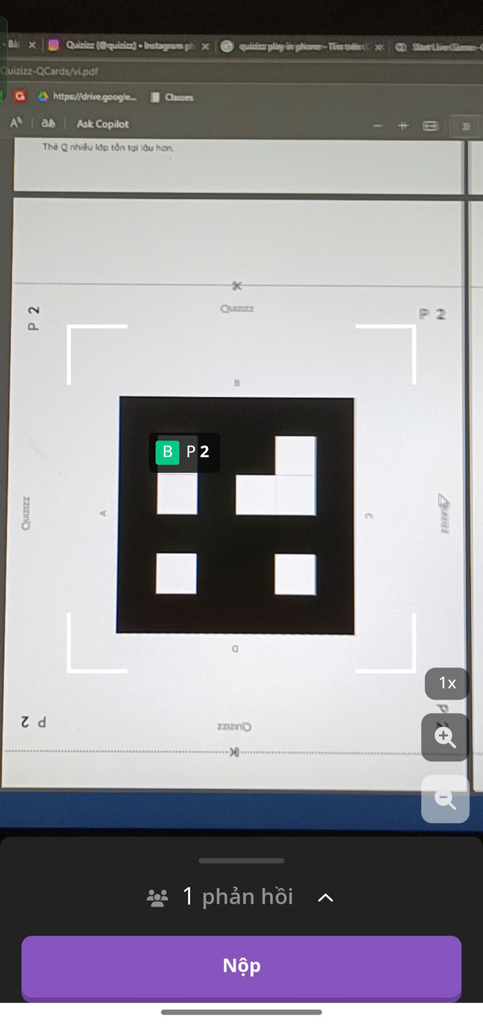 Quizizz (@quizizz) • Instagram p
quizizz play in phone - Tìm trên
Start Live Game
Quizizz-QCards/vi.pdf
G
https://drive.google...
Classes
A
aあ
Ask Copilot
Thẻ Q nhiều lớp tồn tại lâu hơn.
P 2
Quizizz
P 2
B
B P 2
Quizizz
A
C
D
1x
P 2
Quizizz
1 phản hồi
Nộp